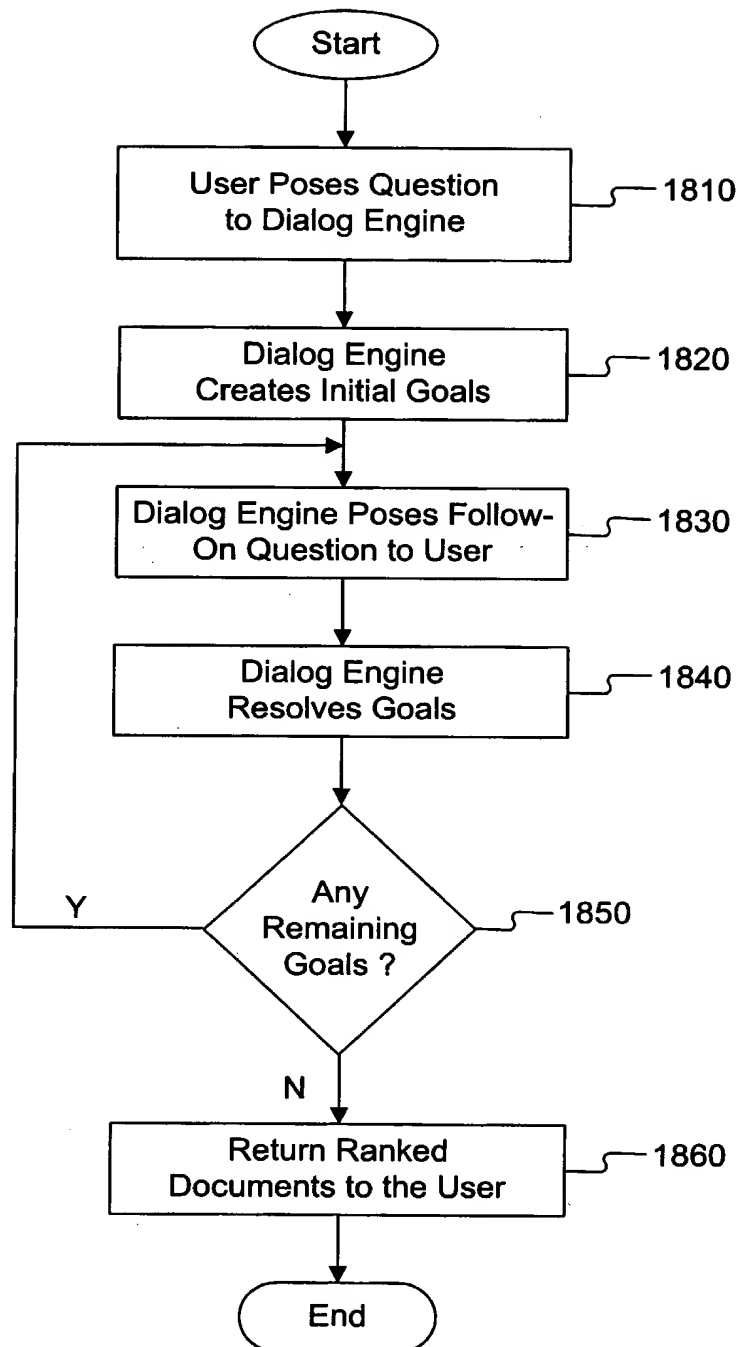 Start
User Poses Question
to Dialog Engine
1810
Dialog Engine
Creates Initial Goals
1820
Dialog Engine Poses Follow-
On Question to User
1830
Dialog Engine
Resolves Goals
1840
Any
Remaining
Goals ?
1850
Y
N
Return Ranked
Documents to the User
1860
End